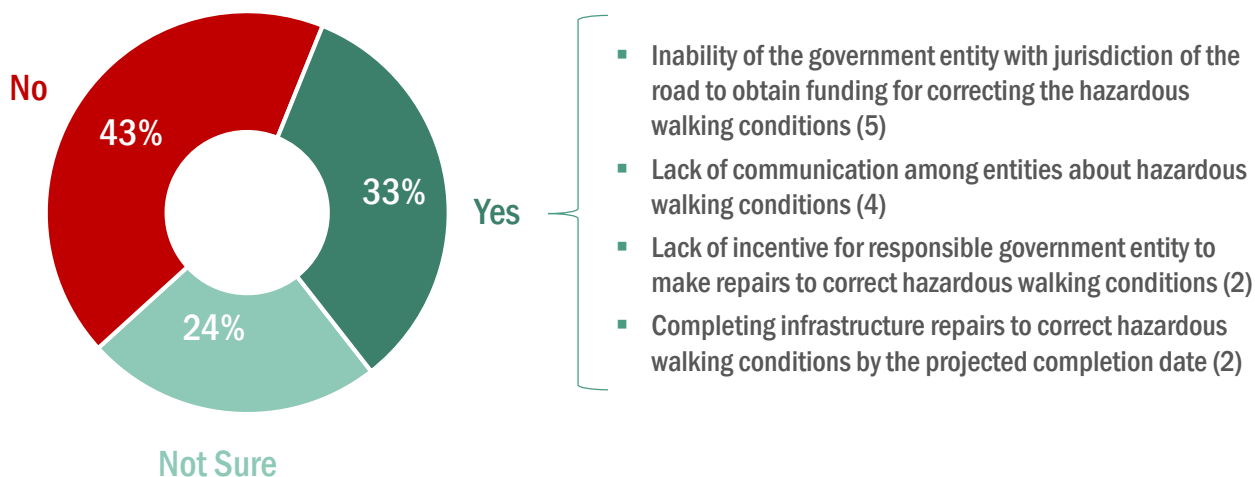 No
43%
33%
Yes
24%
Not Sure
▪ Inability of the government entity with jurisdiction of the
road to obtain funding for correcting the hazardous
walking conditions (5)
▪ Lack of communication among entities about hazardous
walking conditions (4)
▪ Lack of incentive for responsible government entity to
make repairs to correct hazardous walking conditions (2)
▪ Completing infrastructure repairs to correct hazardous
walking conditions by the projected completion date (2)